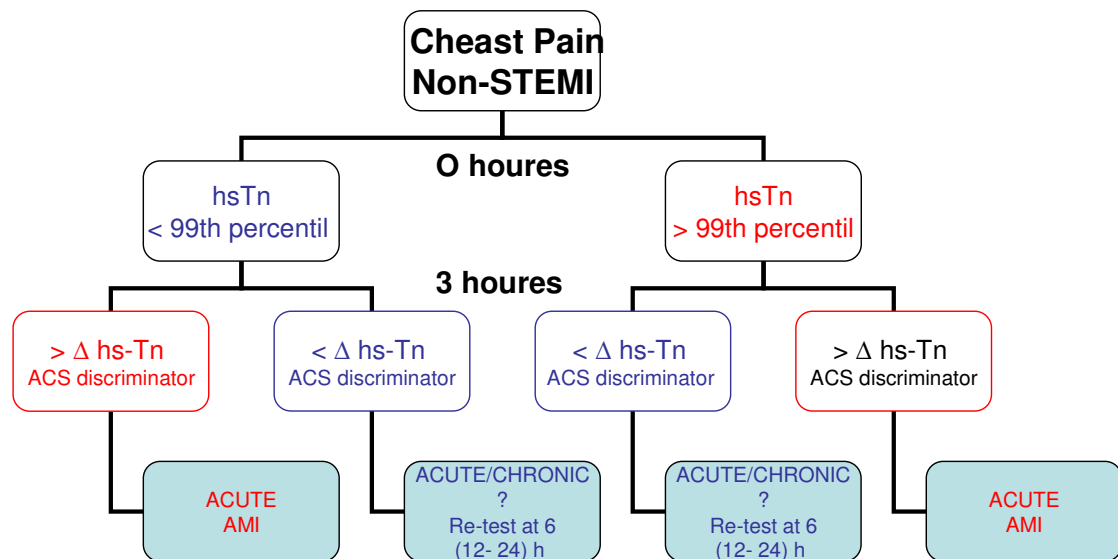 Cheast Pain
Non-STEMI
O houres
hsTn
< 99th percentil
hsTn
> 99th percentil
3 houres
> Δ hs-Tn
ACS discriminator
< Δ hs-Tn
ACS discriminator
< Δ hs-Tn
ACS discriminator
> Δ hs-Tn
ACS discriminator
ACUTE
AMI
ACUTE/CHRONIC
?
Re-test at 6
(12- 24) h
ACUTE/CHRONIC
?
Re-test at 6
(12- 24) h
ACUTE
AMI